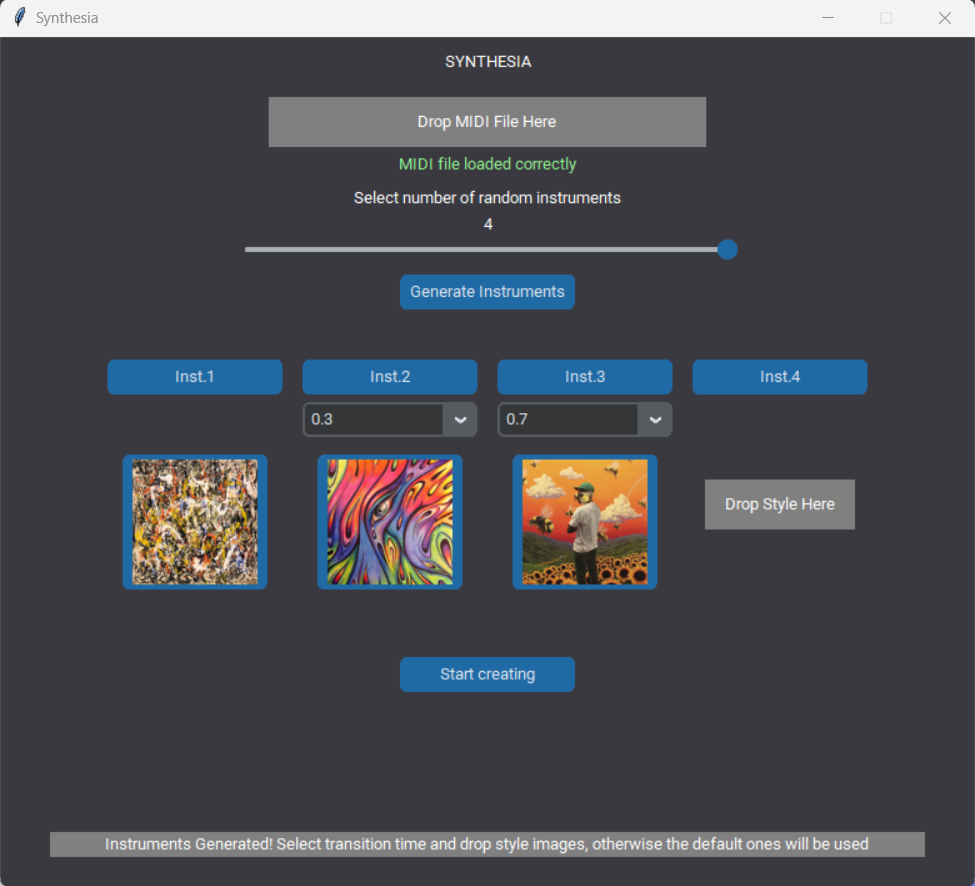 Synthesia
SYNTHESIA
Drop MIDI File Here
MIDI file loaded correctly
Select number of random instruments
4
Generate Instruments
Inst.1
Inst.2
Inst.3
Inst.4
0.3
0.7
Drop Style Here
Start creating
Instruments Generated! Select transition time and drop style images, otherwise the default ones will be used